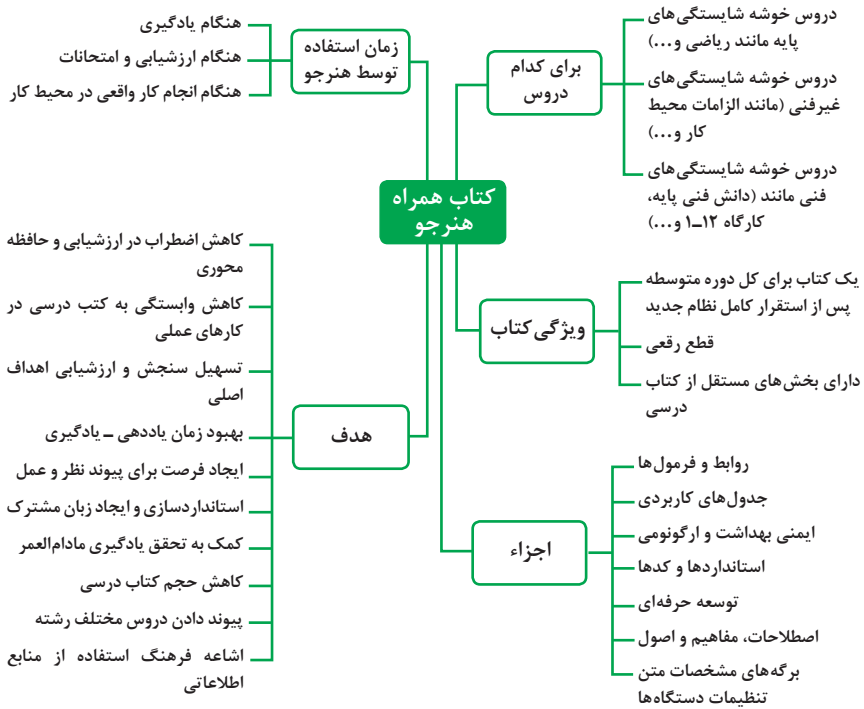 کتاب همراه
هنرجو
برای کدام
دروس
دروس خوشه شایستگی‌های
پایه مانند ریاضی و...)
دروس خوشه شایستگی‌های
غیرفنی (مانند الزامات محیط
کار و...)
دروس خوشه شایستگی‌های
فنی مانند (دانش فنی پایه،
کارگاه ۱۲ــ۱ و...)
ویژگی کتاب
یک کتاب برای کل دوره متوسطه
پس از استقرار کامل نظام جدید
قطع رقعی
دارای بخش‌های مستقل از کتاب
درسی
اجزاء
روابط و فرمول‌ها
جدول‌های کاربردی
ایمنی بهداشت و ارگونومی
استانداردها و کدها
توسعه حرفه‌ای
اصطلاحات، مفاهیم و اصول
برگه‌های مشخصات متن
تنظیمات دستگاه‌ها
زمان استفاده
توسط هنرجو
هنگام یادگیری
هنگام ارزشیابی و امتحانات
هنگام انجام کار واقعی در محیط کار
هدف
کاهش اضطراب در ارزشیابی و حافظه
محوری
کاهش وابستگی به کتب درسی در
کارهای عملی
تسهیل سنجش و ارزشیابی اهداف
اصلی
بهبود زمان یاددهی ــ یادگیری
ایجاد فرصت برای پیوند نظر و عمل
استانداردسازی و ایجاد زبان مشترک
کمک به تحقق یادگیری مادام‌العمر
کاهش حجم کتاب درسی
پیوند دادن دروس مختلف رشته
اشاعه فرهنگ استفاده از منابع
اطلاعاتی